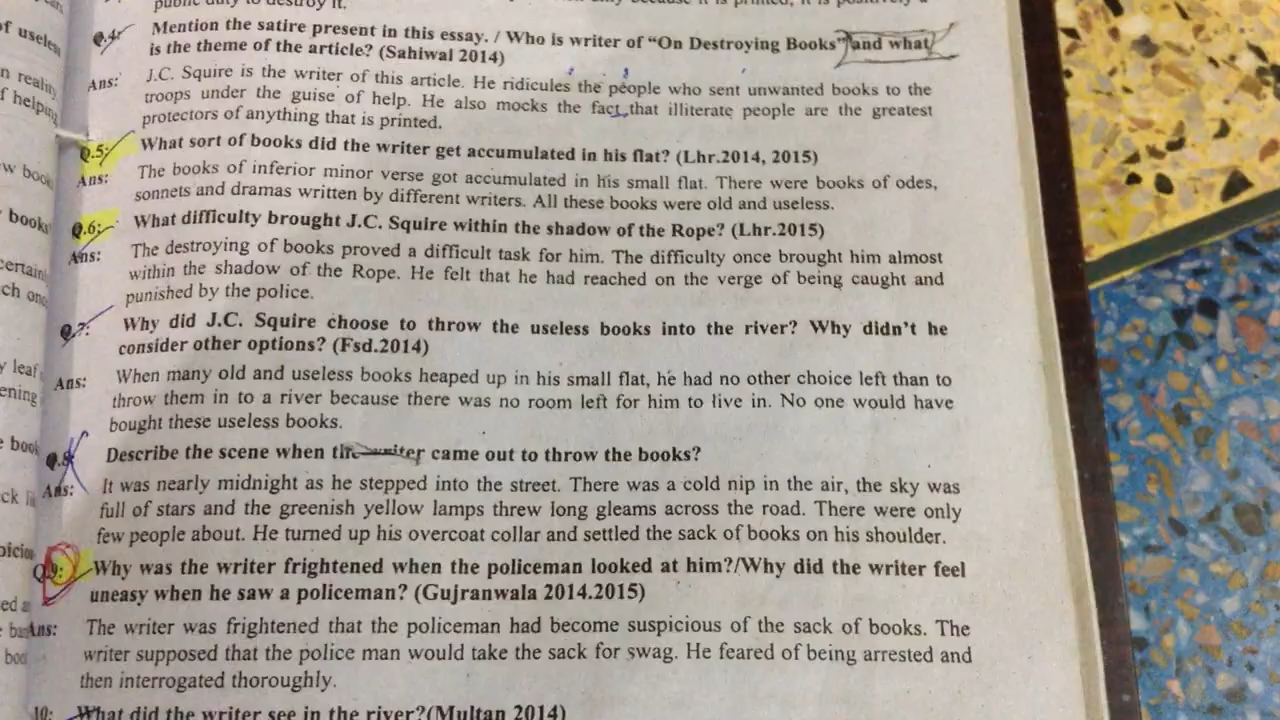 public duty to destroy it.
Q.4: Mention the satire present in this essay. / Who is writer of "On Destroying Books" and what
is the theme of the article? (Sahiwal 2014)
Ans: J.C. Squire is the writer of this article. He ridicules the people who sent unwanted books to the
troops under the guise of help. He also mocks the fact that illiterate people are the greatest
protectors of anything that is printed.
Q.5: What sort of books did the writer get accumulated in his flat? (Lhr.2014, 2015)
Ans: The books of inferior minor verse got accumulated in his small flat. There were books of odes,
sonnets and dramas written by different writers. All these books were old and useless.
Q.6: What difficulty brought J.C. Squire within the shadow of the Rope? (Lhr.2015)
Ans: The destroying of books proved a difficult task for him. The difficulty once brought him almost
within the shadow of the Rope. He felt that he had reached on the verge of being caught and
punished by the police.
Q.7: Why did J.C. Squire choose to throw the useless books into the river? Why didn't he
consider other options? (Fsd.2014)
Ans: When many old and useless books heaped up in his small flat, he had no other choice left than to
throw them in to a river because there was no room left for him to live in. No one would have
bought these useless books.
Q.8: Describe the scene when the writer came out to throw the books?
Ans: It was nearly midnight as he stepped into the street. There was a cold nip in the air, the sky was
full of stars and the greenish yellow lamps threw long gleams across the road. There were only
few people about. He turned up his overcoat collar and settled the sack of books on his shoulder.
Q9: Why was the writer frightened when the policeman looked at him?/Why did the writer feel
uneasy when he saw a policeman? (Gujranwala 2014.2015)
Ans: The writer was frightened that the policeman had become suspicious of the sack of books. The
writer supposed that the police man would take the sack for swag. He feared of being arrested and
then interrogated thoroughly.
10: What did the writer see in the river?(Multan 2014)